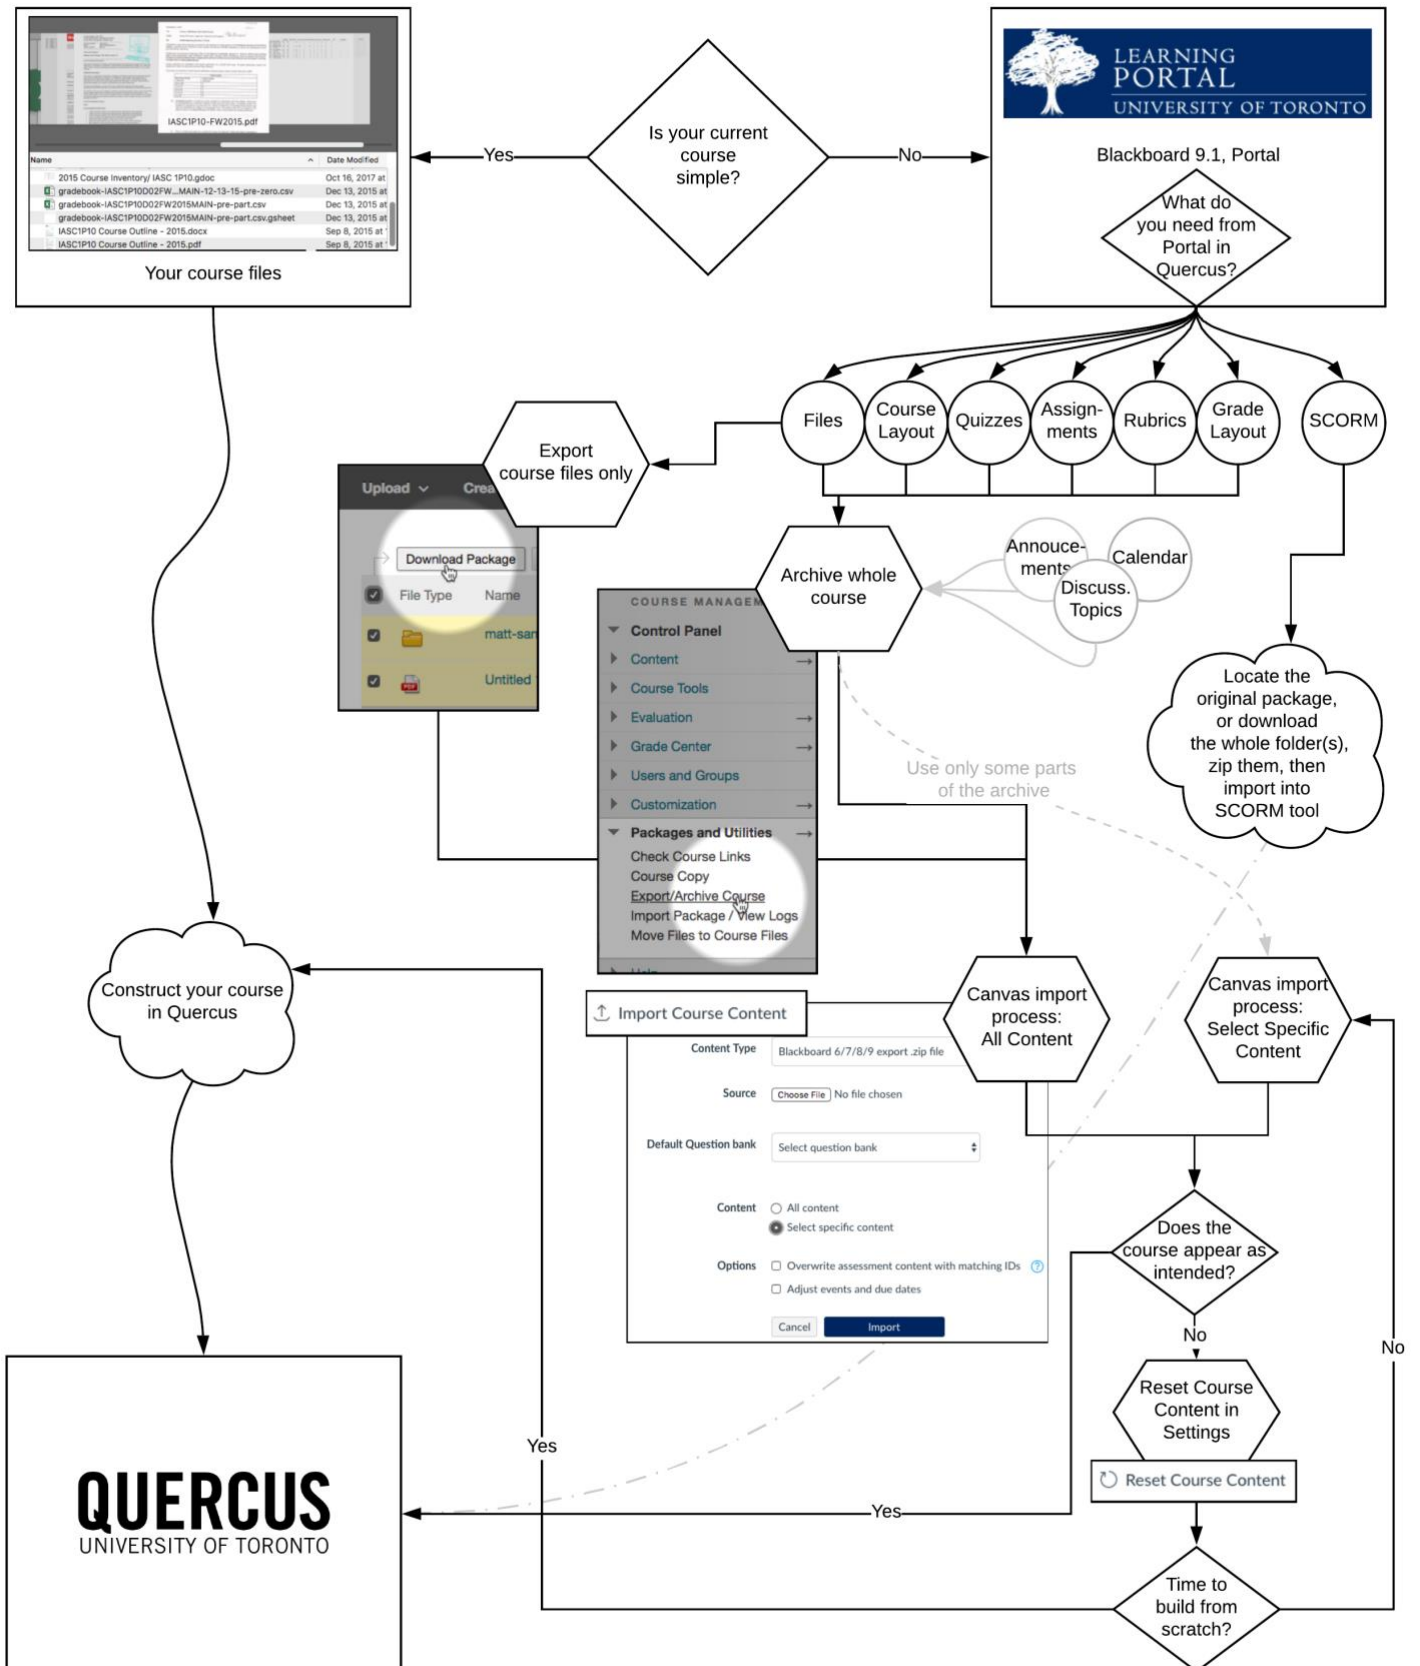 IASC1P10-FW2015.pdf
Name
Date Modified
2015 Course Inventory/ IASC 1P10.gdoc
Oct 16, 2017 at
gradebook-IASC1P10D02FW...MAIN-12-13-15-pre-zero.csv
Dec 13, 2015 at
gradebook-IASC1P10D02FW2015MAIN-pre-part.csv
Dec 13, 2015 at
gradebook-IASC1P10D02FW2015MAIN-pre-part.csv.gsheet
Dec 13, 2015 at
IASC1P10 Course Outline - 2015.docx
Sep 8, 2015 at
IASC1P10 Course Outline - 2015.pdf
Sep 8, 2015 at
Your course files
Yes
Is your current
course
simple?
No
LEARNING
PORTAL
UNIVERSITY OF TORONTO
Blackboard 9.1, Portal
What do
you need from
Portal in
Quercus?
Files
Course
Layout
Quizzes
Assign-
ments
Rubrics
Grade
Layout
SCORM
Export
course files only
Upload
Crea
Download Package
File Type
Name
matt-san
Untitled
Archive whole
course
Annouce-
ments
Calendar
Discuss.
Topics
COURSE MANAGEM
Control Panel
Content
Course Tools
Evaluation
Grade Center
Users and Groups
Customization
Packages and Utilities
Check Course Links
Course Copy
Export/Archive Course
Import Package / View Logs
Move Files to Course Files
Help
Use only some parts
of the archive
Locate the
original package,
or download
the whole folder(s),
zip them, then
import into
SCORM tool
Construct your course
in Quercus
Canvas import
process:
All Content
Canvas import
process:
Select Specific
Content
Import Course Content
Content Type
Blackboard 6/7/8/9 export .zip file
Source
Choose File
No file chosen
Default Question bank
Select question bank
Content
All content
Select specific content
Options
Overwrite assessment content with matching IDs
?
Adjust events and due dates
Cancel
Import
Does the
course appear as
intended?
No
No
Reset Course
Content in
Settings
Reset Course Content
Yes
Yes
QUERCUS
UNIVERSITY OF TORONTO
Time to
build from
scratch?